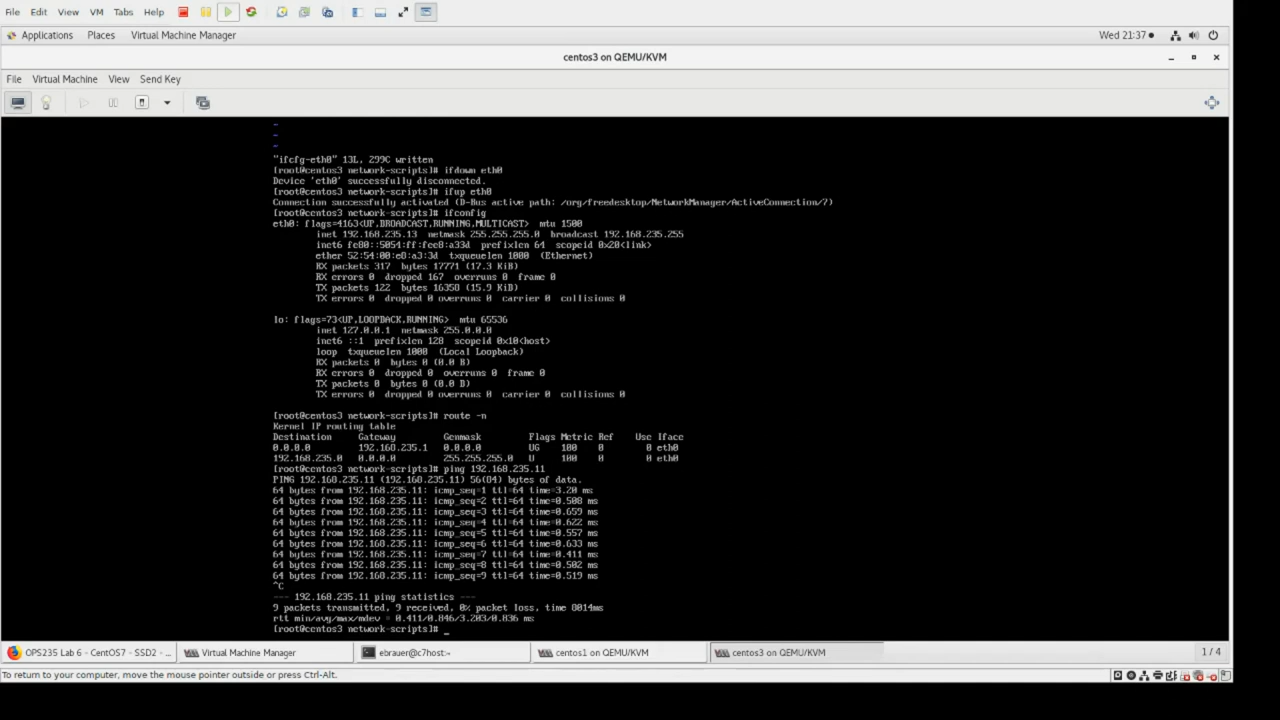 File Edit View VM Tabs Help
Applications Places Virtual Machine Manager Wed 21:37
centos3 on QEMU/KVM
File Virtual Machine View Send Key
~
~
~
"ifcfg-eth0" 13L, 299C written
[root@centos3 network-scripts]# ifdown eth0
Device 'eth0' successfully disconnected.
[root@centos3 network-scripts]# ifup eth0
Connection successfully activated (D-Bus active path: /org/freedesktop/NetworkManager/ActiveConnection/7)
[root@centos3 network-scripts]# ifconfig
eth0: flags=4163<UP,BROADCAST,RUNNING,MULTICAST> mtu 1500
inet 192.168.235.13 netmask 255.255.255.0 broadcast 192.168.235.255
inet6 fe80::5054:ff:fee8:a33d prefixlen 64 scopeid 0x20<link>
ether 52:54:00:e8:a3:3d txqueuelen 1000 (Ethernet)
RX packets 317 bytes 17771 (17.3 KiB)
RX errors 0 dropped 167 overruns 0 frame 0
TX packets 122 bytes 16358 (15.9 KiB)
TX errors 0 dropped 0 overruns 0 carrier 0 collisions 0
lo: flags=73<UP,LOOPBACK,RUNNING> mtu 65536
inet 127.0.0.1 netmask 255.0.0.0
inet6 ::1 prefixlen 128 scopeid 0x10<host>
loop txqueuelen 1000 (Local Loopback)
RX packets 0 bytes 0 (0.0 B)
RX errors 0 dropped 0 overruns 0 frame 0
TX packets 0 bytes 0 (0.0 B)
TX errors 0 dropped 0 overruns 0 carrier 0 collisions 0
[root@centos3 network-scripts]# route -n
Kernel IP routing table
Destination Gateway Genmask Flags Metric Ref Use Iface
0.0.0.0 192.168.235.1 0.0.0.0 UG 100 0 0 eth0
192.168.235.0 0.0.0.0 255.255.255.0 U 100 0 0 eth0
[root@centos3 network-scripts]# ping 192.168.235.11
PING 192.168.235.11 (192.168.235.11) 56(84) bytes of data.
64 bytes from 192.168.235.11: icmp_seq=1 ttl=64 time=3.20 ms
64 bytes from 192.168.235.11: icmp_seq=2 ttl=64 time=0.508 ms
64 bytes from 192.168.235.11: icmp_seq=3 ttl=64 time=0.659 ms
64 bytes from 192.168.235.11: icmp_seq=4 ttl=64 time=0.622 ms
64 bytes from 192.168.235.11: icmp_seq=5 ttl=64 time=0.557 ms
64 bytes from 192.168.235.11: icmp_seq=6 ttl=64 time=0.633 ms
64 bytes from 192.168.235.11: icmp_seq=7 ttl=64 time=0.411 ms
64 bytes from 192.168.235.11: icmp_seq=8 ttl=64 time=0.502 ms
64 bytes from 192.168.235.11: icmp_seq=9 ttl=64 time=0.519 ms
^C
--- 192.168.235.11 ping statistics ---
9 packets transmitted, 9 received, 0% packet loss, time 8014ms
rtt min/avg/max/mdev = 0.411/0.846/3.203/0.836 ms
[root@centos3 network-scripts]# _
OPS235 Lab 6 - CentOS7 - SSD2 - ... Virtual Machine Manager ebrauer@c7host:~ centos1 on QEMU/KVM centos3 on QEMU/KVM 1 / 4
To return to your computer, move the mouse pointer outside or press Ctrl-Alt.